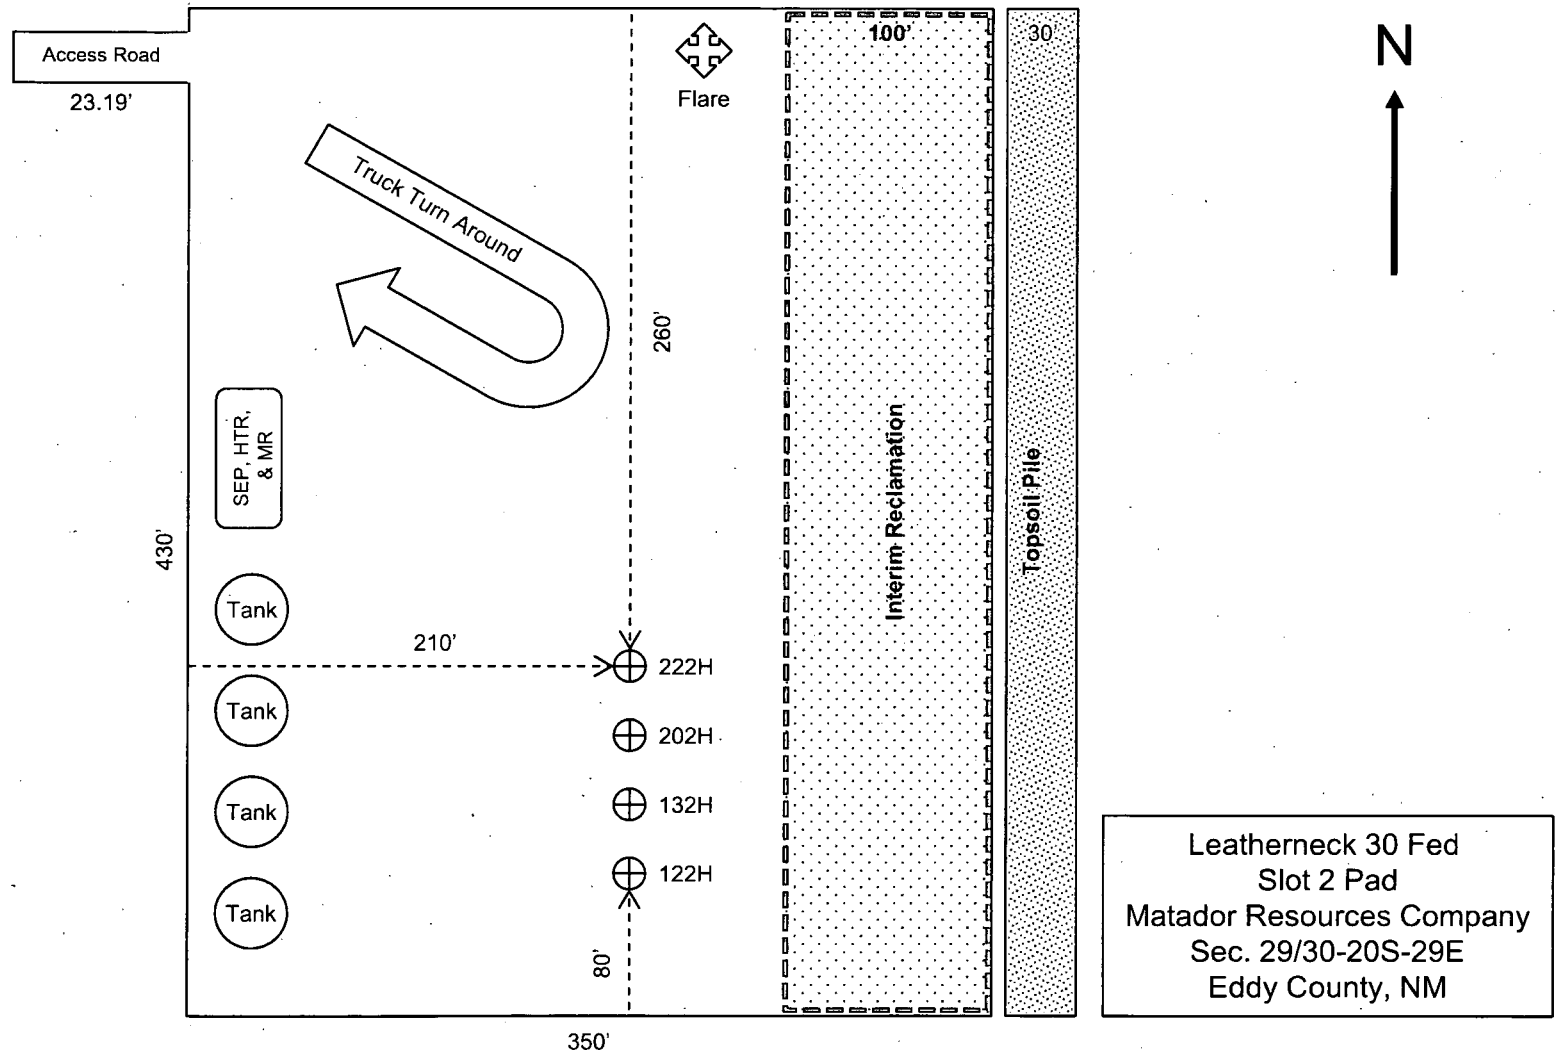 100'
30'
N
Access Road
23.19'
Flare
Truck Turn Around
260'
SEP, HTR,
& MR
Interim Reclamation
Topsoil Pile
430'
Tank
210'
222H
Tank
202H
132H
Tank
122H
Tank
80'
350'
Leatherneck 30 Fed
Slot 2 Pad
Matador Resources Company
Sec. 29/30-20S-29E
Eddy County, NM